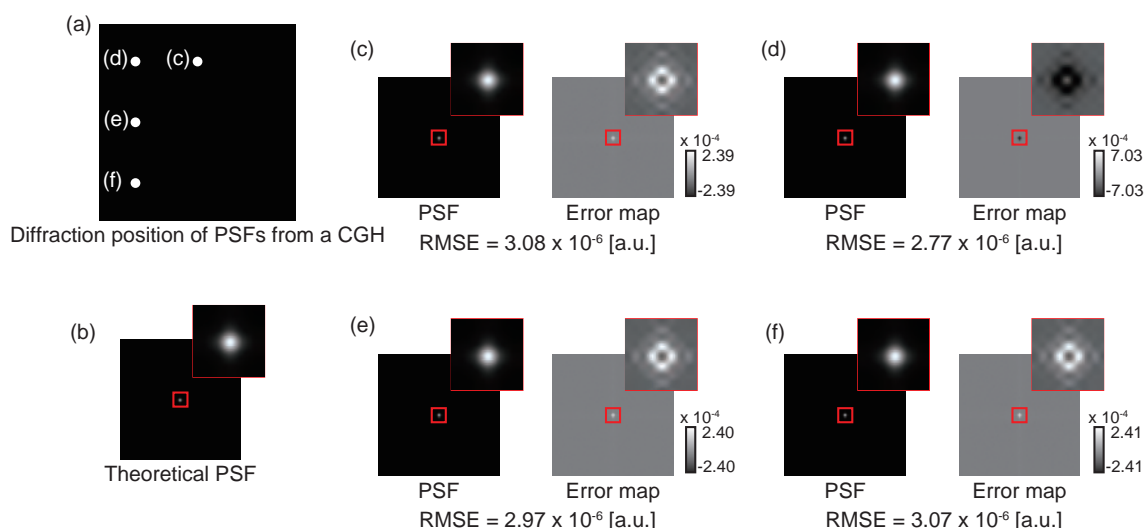 (a)
(d)
(c)
(e)
(f)
Diffraction position of PSFs from a CGH
(b)
Theoretical PSF
(c)
x 10⁻⁴
2.39
-2.39
PSF
Error map
RMSE = 3.08 x 10⁻⁶ [a.u.]
(d)
x 10⁻⁴
7.03
-7.03
PSF
Error map
RMSE = 2.77 x 10⁻⁶ [a.u.]
(e)
x 10⁻⁴
2.40
-2.40
PSF
Error map
RMSE = 2.97 x 10⁻⁶ [a.u.]
(f)
x 10⁻⁴
2.41
-2.41
PSF
Error map
RMSE = 3.07 x 10⁻⁶ [a.u.]